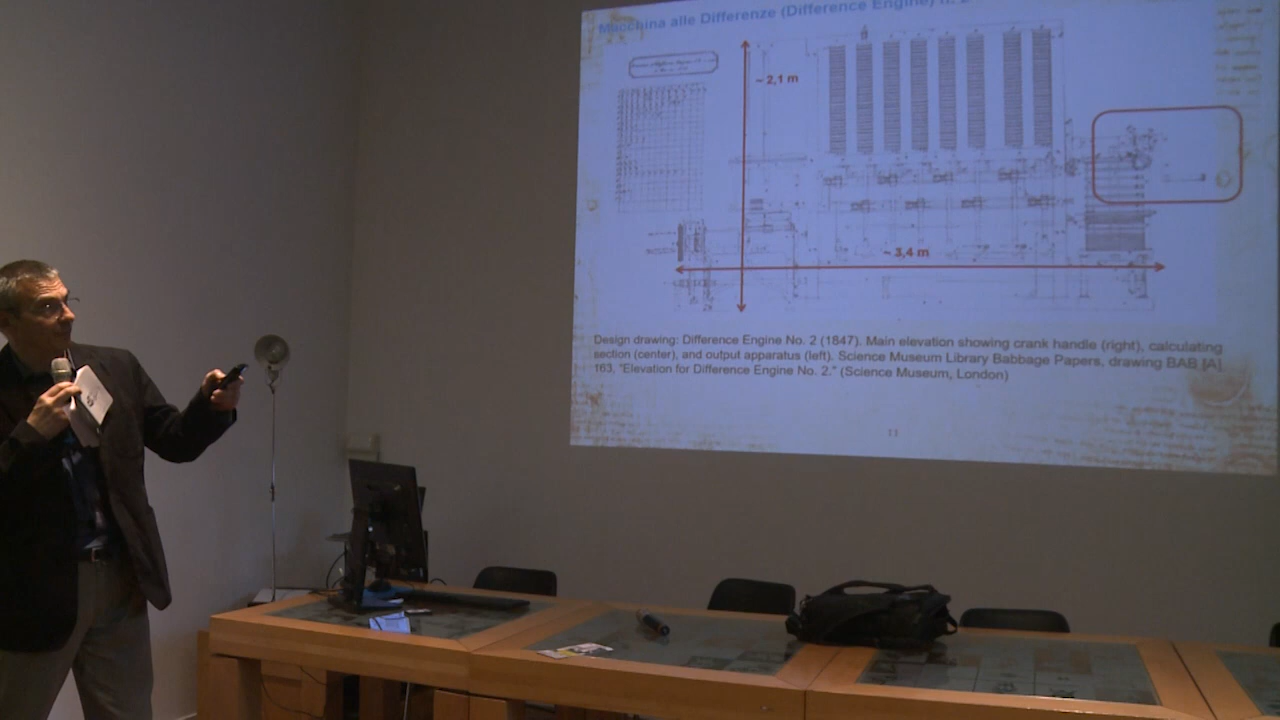 Macchina alle Differenze (Difference Engine) n. 2
~ 2,1 m
~ 3,4 m
Design drawing: Difference Engine No. 2 (1847). Main elevation showing crank handle (right), calculating
section (center), and output apparatus (left). Science Museum Library Babbage Papers, drawing BAB [A]
163, "Elevation for Difference Engine No. 2." (Science Museum, London)